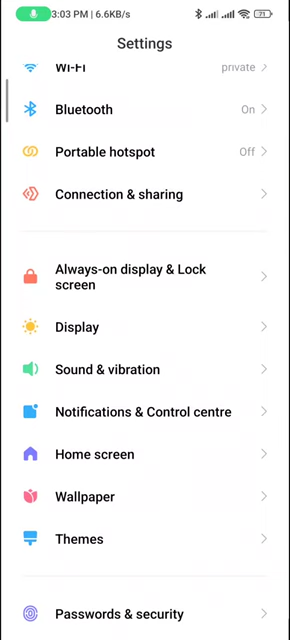 3:03 PM | 6.6KB/s 71
Settings
Wi-Fi private
Bluetooth On
Portable hotspot Off
Connection & sharing
Always-on display & Lock
screen
Display
Sound & vibration
Notifications & Control centre
Home screen
Wallpaper
Themes
Passwords & security